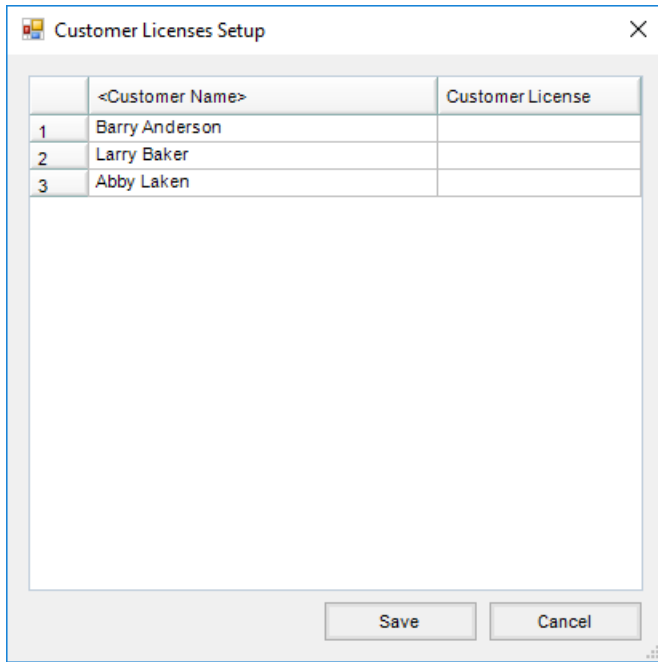 Customer Licenses Setup
<Customer Name> Customer License
1 Barry Anderson
2 Larry Baker
3 Abby Laken
Save Cancel